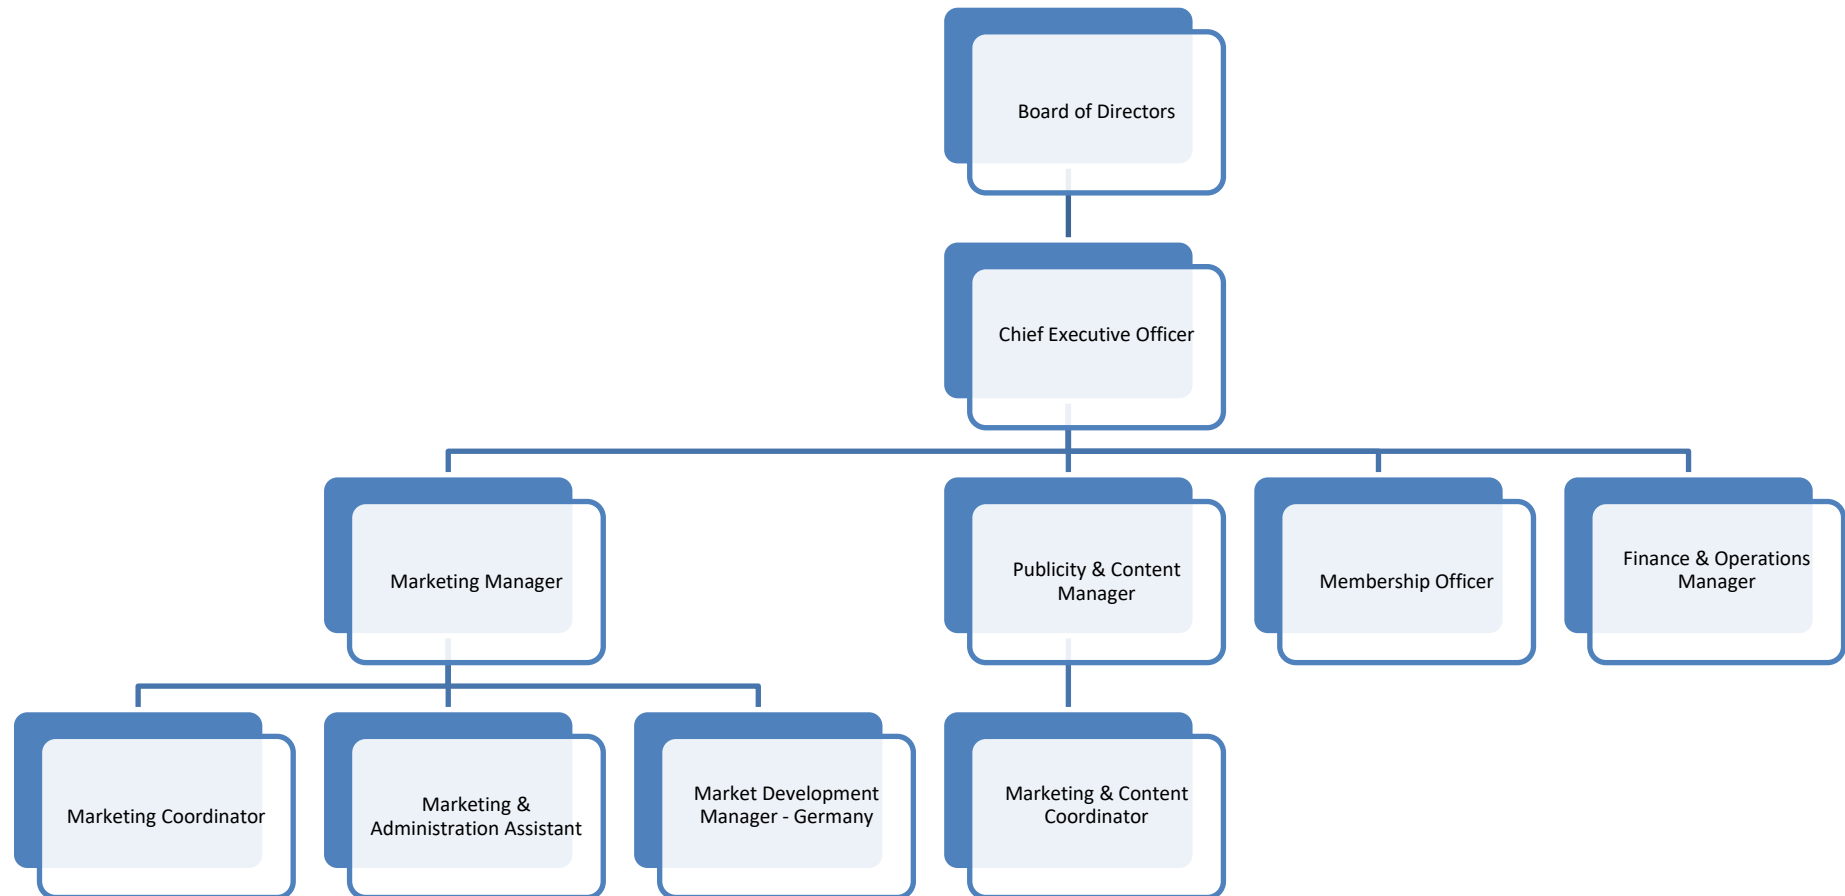 Board of Directors
Chief Executive Officer
Marketing Manager
Publicity & Content
Manager
Membership Officer
Finance & Operations
Manager
Marketing Coordinator
Marketing &
Administration Assistant
Market Development
Manager - Germany
Marketing & Content
Coordinator